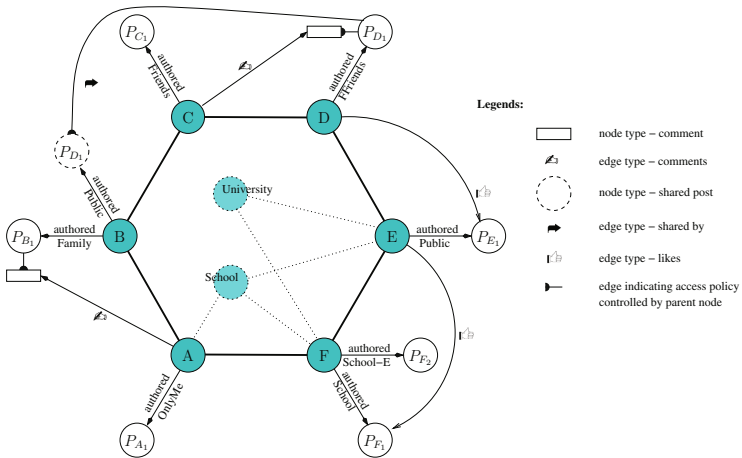 P_{C_1}
P_{D_1}
authored
Friends
authored
FFriends
C
D
P_{D_1}
authored
Public
University
P_{B_1}
authored
Family
B
E
authored
Public
P_{E_1}
School
A
F
authored
School-E
P_{F_2}
authored
OnlyMe
authored
School
P_{A_1}
P_{F_1}
Legends:
node type – comment
edge type – comments
node type – shared post
edge type – shared by
edge type – likes
edge indicating access policy
controlled by parent node